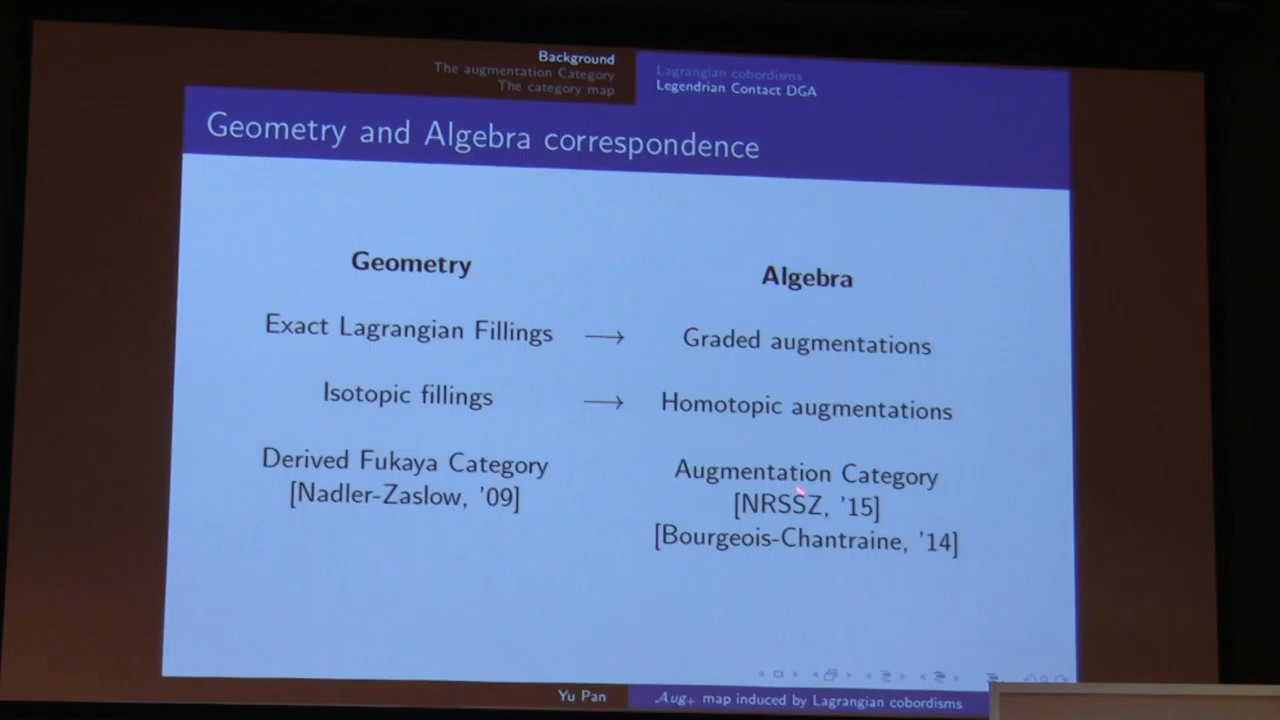 Background
The augmentation Category
The category map
Lagrangian cobordisms
Legendrian Contact DGA
Geometry and Algebra correspondence
Geometry
Algebra
Exact Lagrangian Fillings → Graded augmentations
Isotopic fillings → Homotopic augmentations
Derived Fukaya Category
[Nadler-Zaslow, '09]
Augmentation Category
[NRSSZ, '15]
[Bourgeois-Chantraine, '14]
Yu Pan
Aug+ map induced by Lagrangian cobordisms